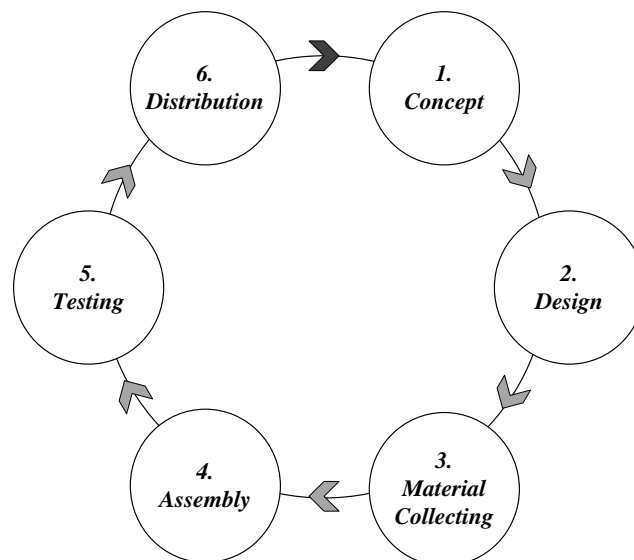 1.
Concept
2.
Design
3.
Material
Collecting
4.
Assembly
5.
Testing
6.
Distribution